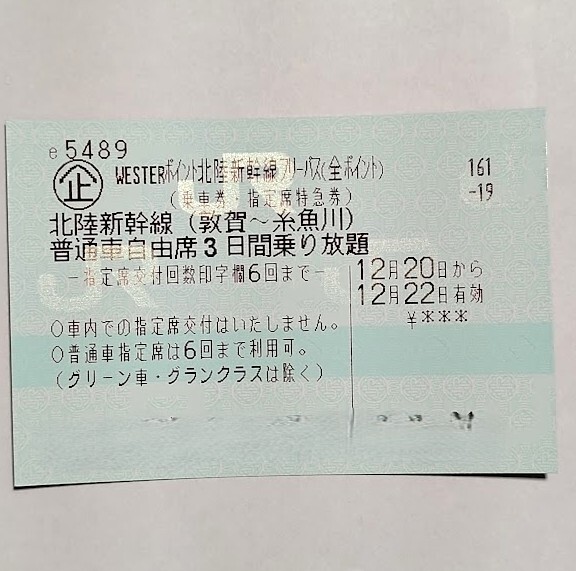 e5489
企 WESTERポイント北陸新幹線フリーパス(全ポイント) 161
（乗車券・指定席特急券） -19
北陸新幹線（敦賀～糸魚川）
普通車自由席3日間乗り放題
－指定席交付回数印字欄6回まで－
12月20日から
12月22日有効
￥＊＊＊
○車内での指定席交付はいたしません。
○普通車指定席は6回まで利用可。
（グリーン車・グランクラスは除く）